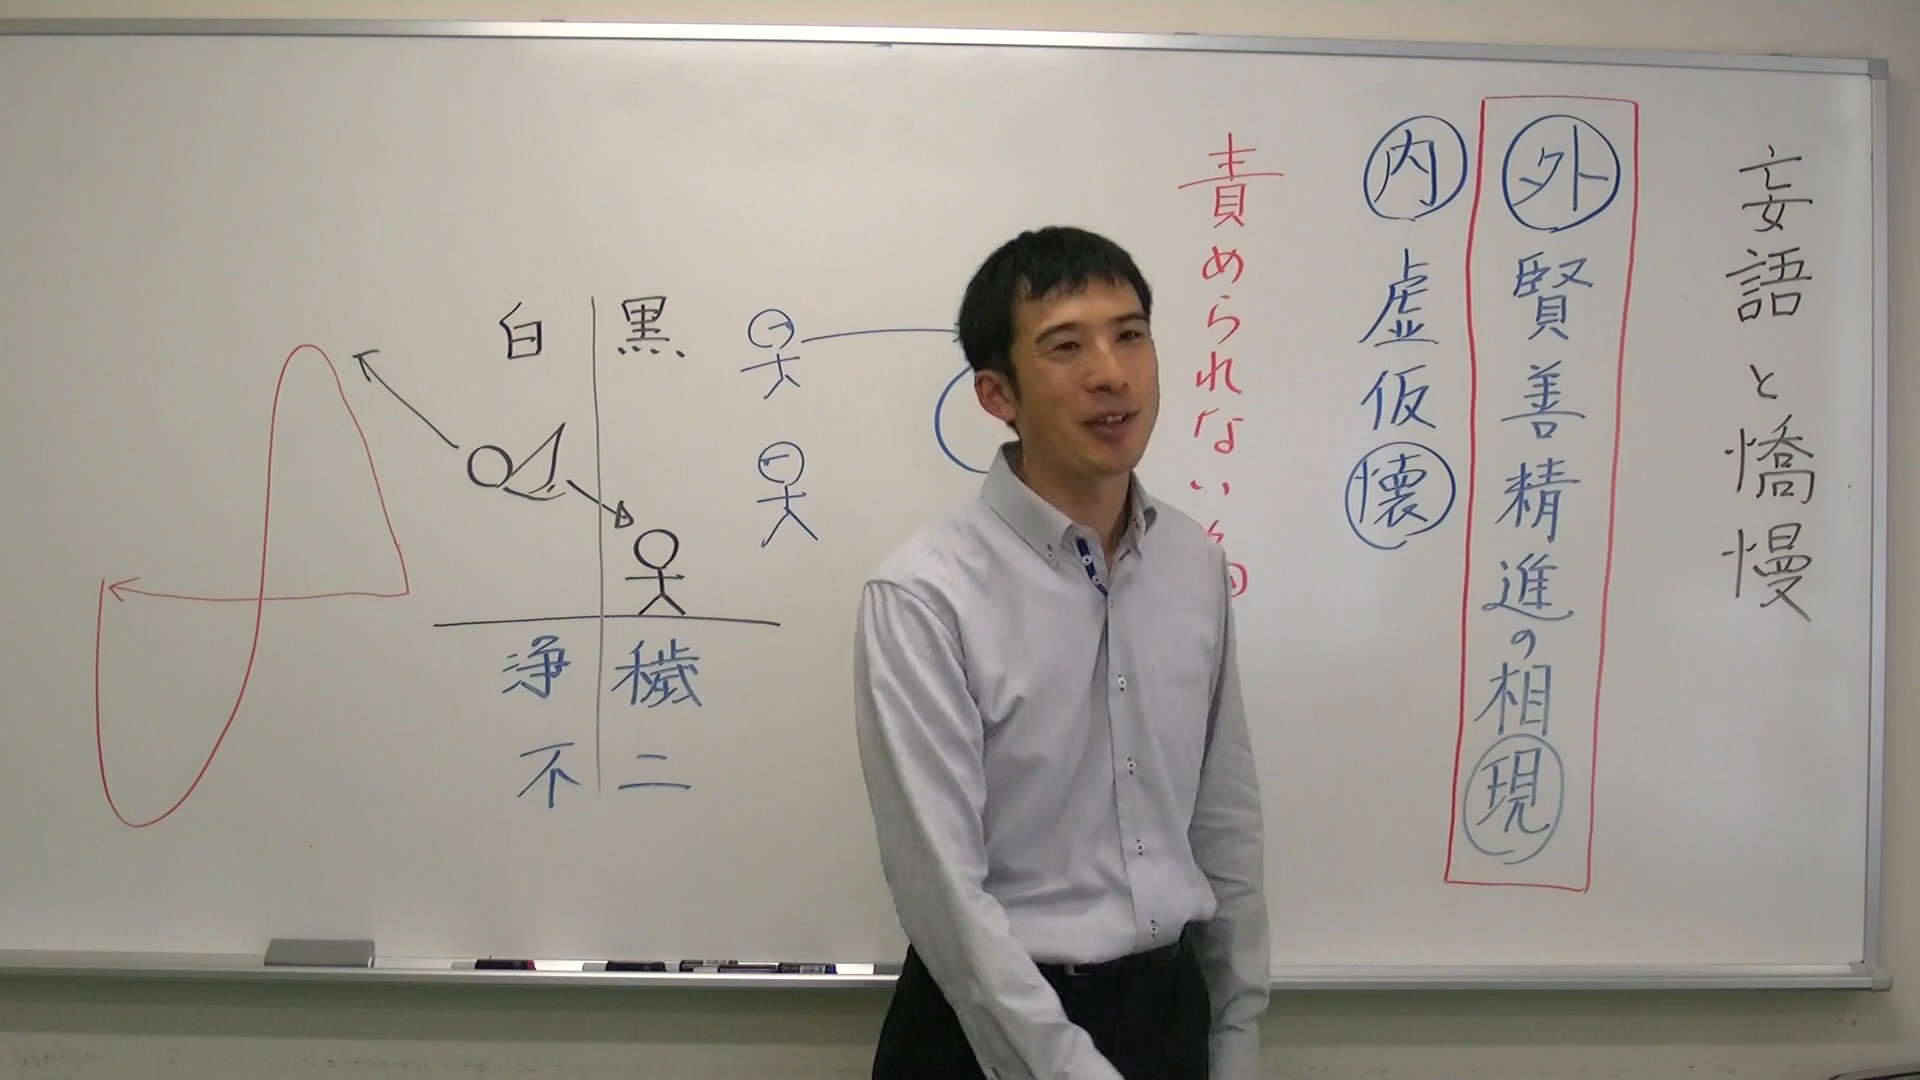 妄語と憍慢
外 賢善精進の相現
内 虚仮懐
責められない為
白 黒
浄 穢
不 二